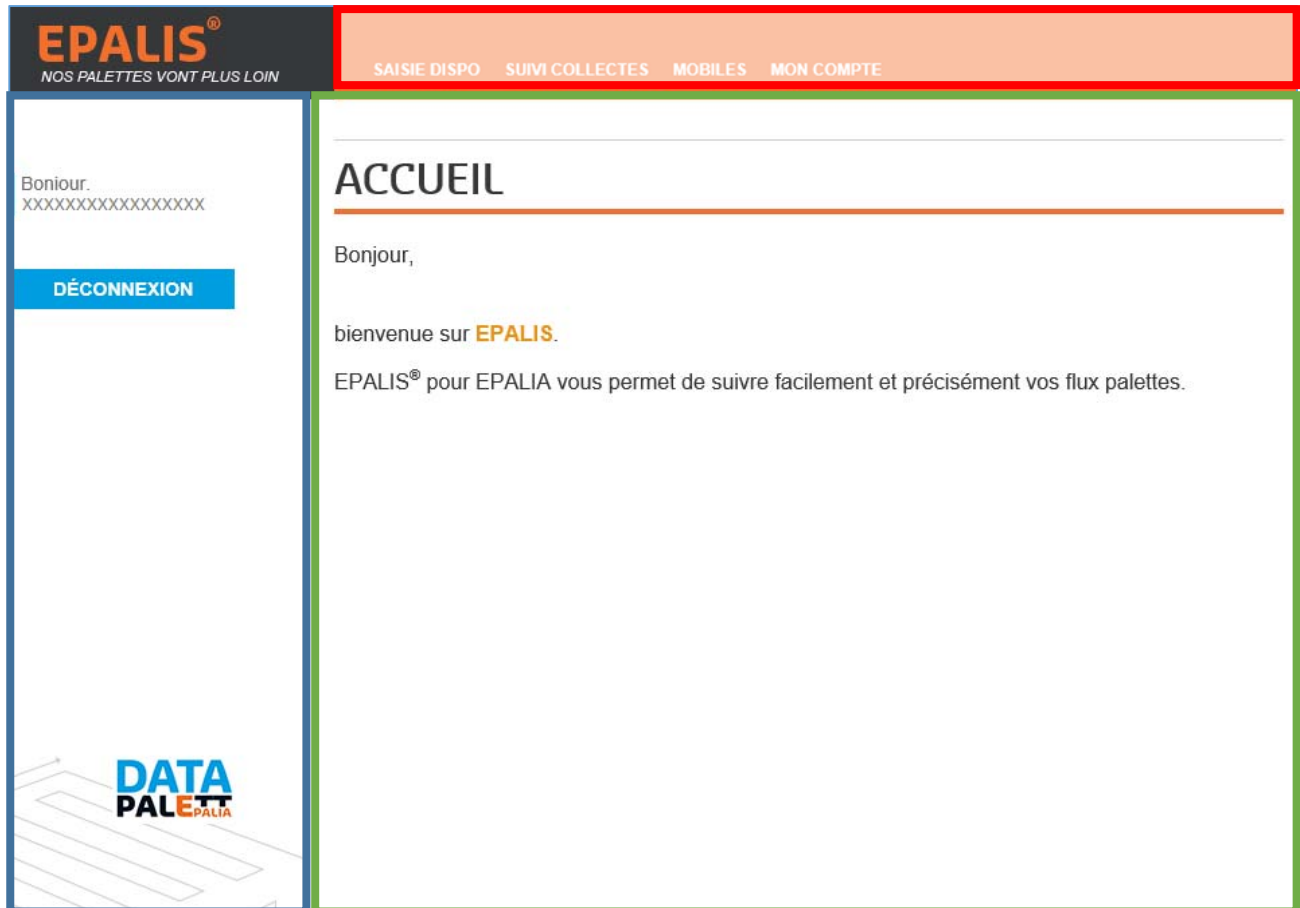 EPALIS®
NOS PALETTES VONT PLUS LOIN
SAISIE DISPO SUIVI COLLECTES MOBILES MON COMPTE
Boniour.
XXXXXXXXXXXXXXXXX
DÉCONNEXION
ACCUEIL
Bonjour,
bienvenue sur EPALIS.
EPALIS® pour EPALIA vous permet de suivre facilement et précisément vos flux palettes.
DATA
PALETT
EPALIA